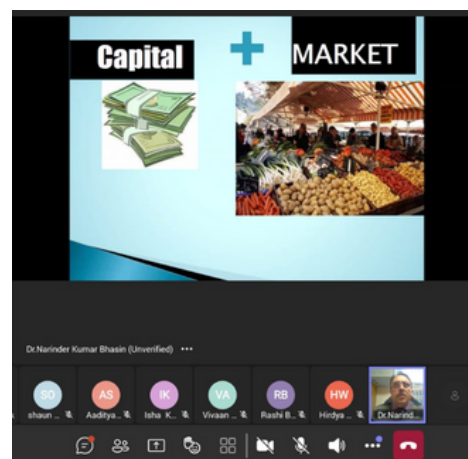 Capital
MARKET
Dr.Narinder Kumar Bhasin (Unverified) •••
SO AS IK VA RB HW
shaun ... Aaditya... Isha K... Vivaan ... Rashi B... Hirdya ... Dr.Narind...